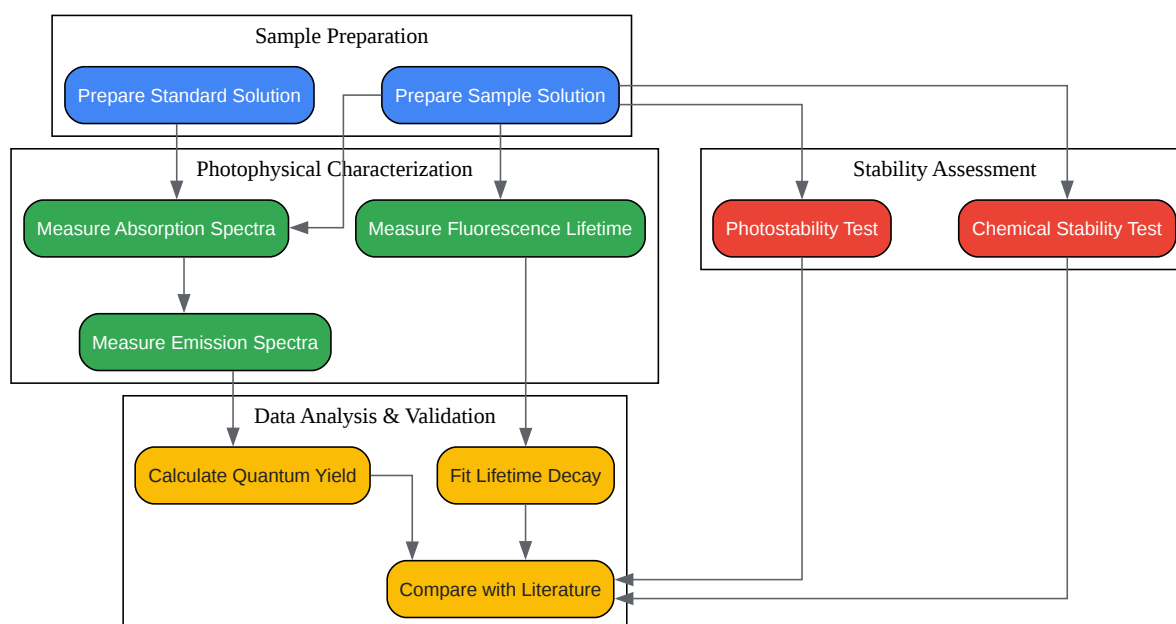 Sample Preparation
Prepare Standard Solution
Prepare Sample Solution
Photophysical Characterization
Stability Assessment
Measure Absorption Spectra
Measure Fluorescence Lifetime
Photostability Test
Chemical Stability Test
Measure Emission Spectra
Data Analysis & Validation
Calculate Quantum Yield
Fit Lifetime Decay
Compare with Literature